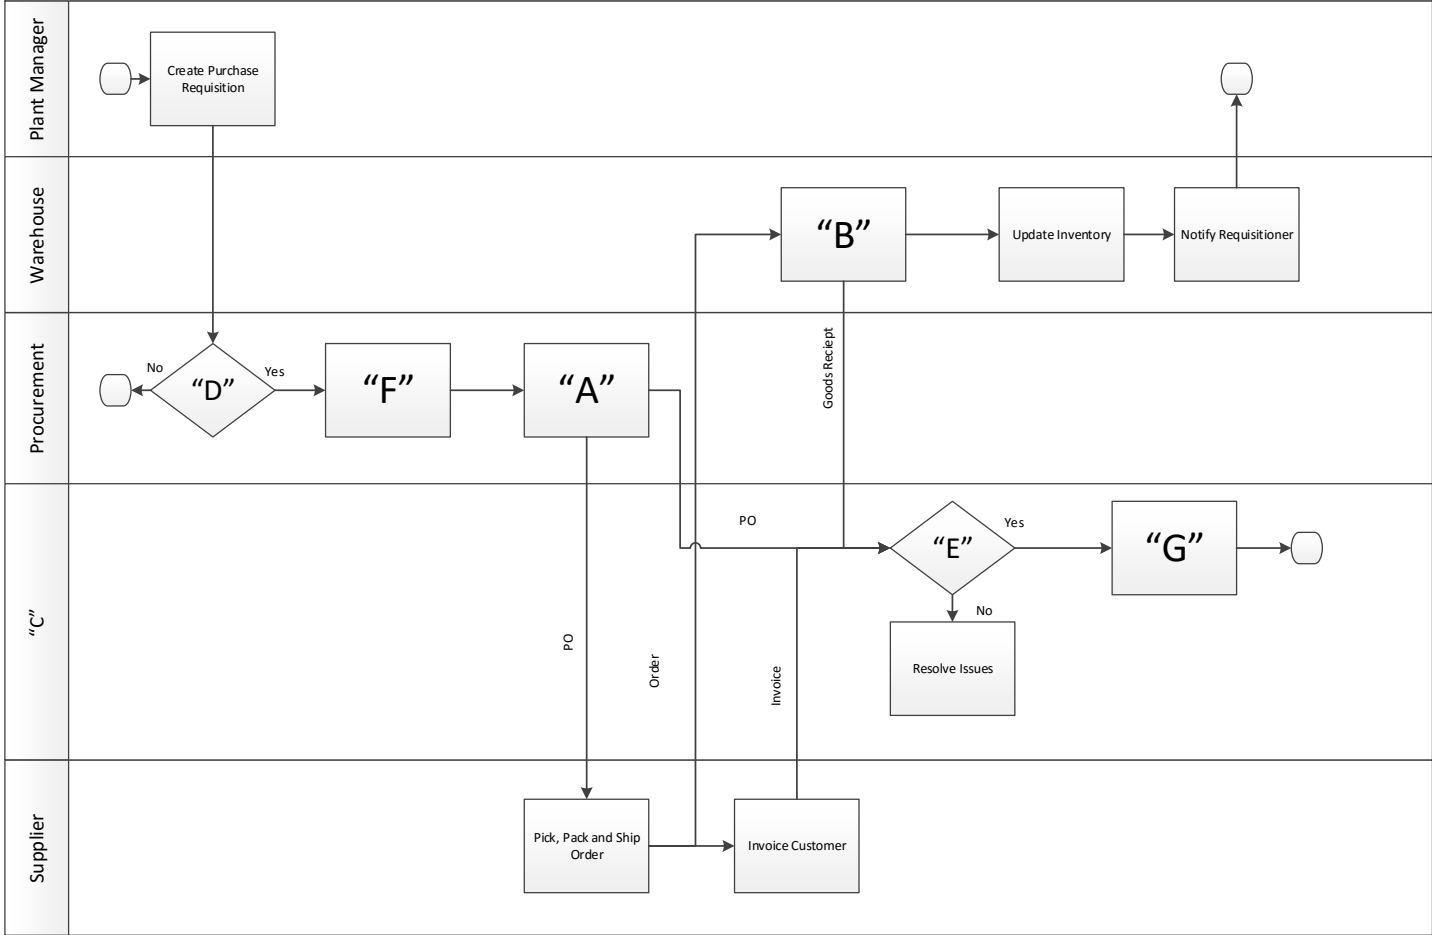 Plant Manager
Create Purchase
Requisition
Warehouse
“B”
Update Inventory
Notify Requisitioner
Procurement
No
“D”
Yes
“F”
“A”
Goods Reciept
“C”
PO
“E”
Yes
“G”
No
Resolve Issues
PO
Order
Invoice
Supplier
Pick, Pack and Ship
Order
Invoice Customer